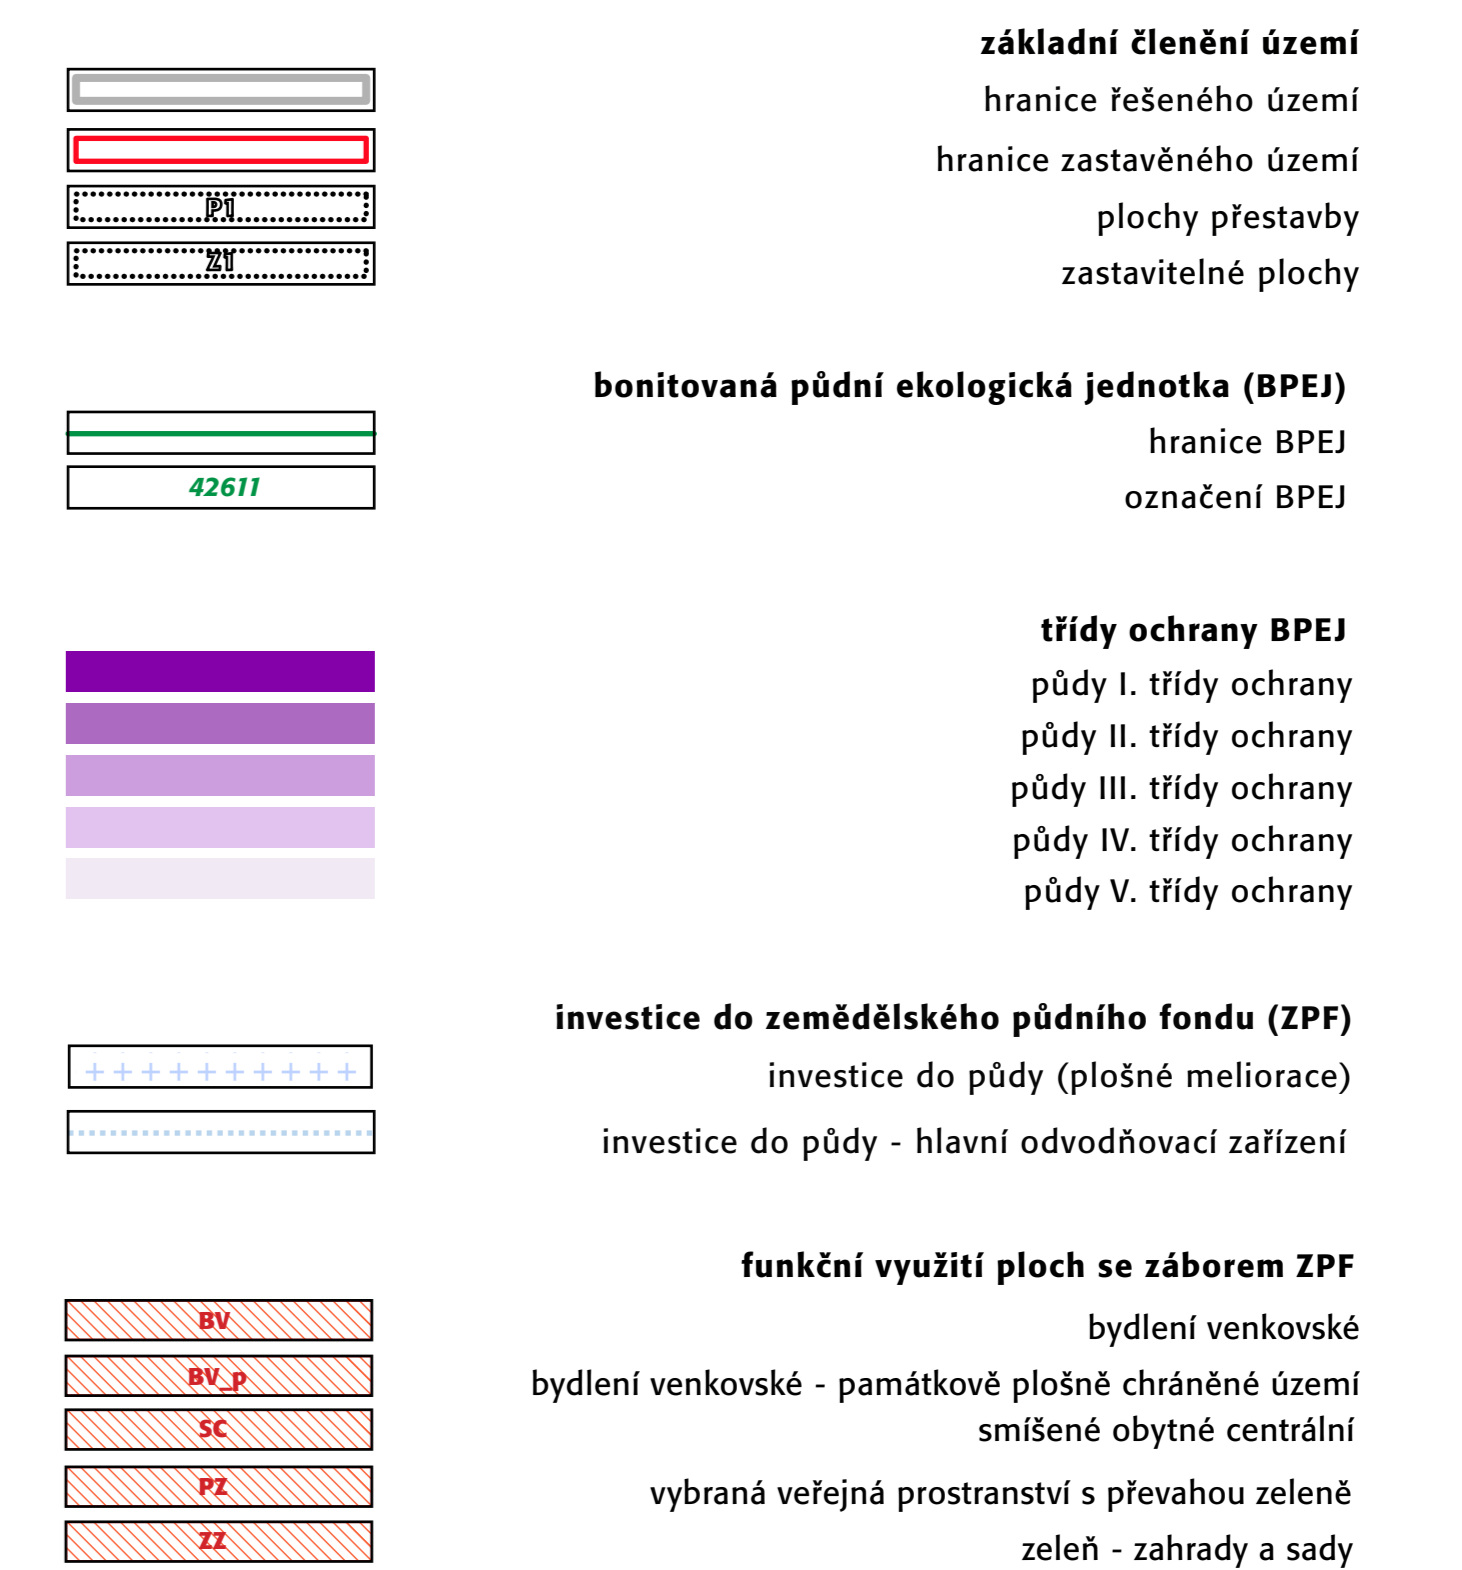 základní členění území
hranice řešeného území
hranice zastavěného území
P1 plochy přestavby
Z1 zastavitelné plochy
bonitovaná půdní ekologická jednotka (BPEJ)
hranice BPEJ
42611 označení BPEJ
třídy ochrany BPEJ
půdy I. třídy ochrany
půdy II. třídy ochrany
půdy III. třídy ochrany
půdy IV. třídy ochrany
půdy V. třídy ochrany
investice do zemědělského půdního fondu (ZPF)
investice do půdy (plošné meliorace)
investice do půdy - hlavní odvodňovací zařízení
funkční využití ploch se záborem ZPF
BV bydlení venkovské
BV_p bydlení venkovské - památkově plošně chráněné území
SC smíšené obytné centrální
PZ vybraná veřejná prostranství s převahou zeleně
ZZ zeleň - zahrady a sady